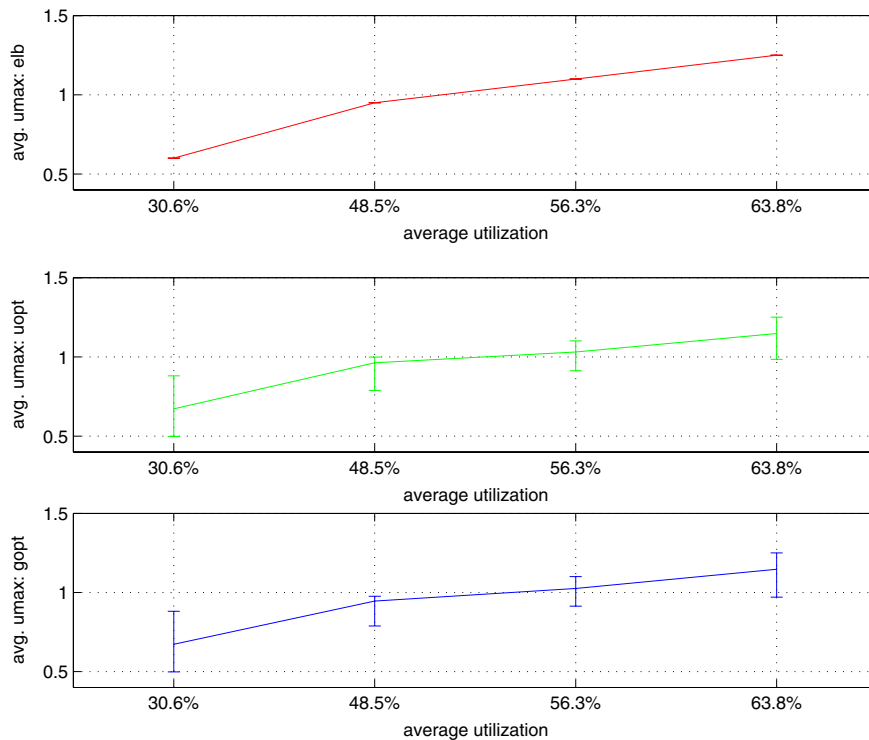 avg. umax: elb
1.5
1
0.5
30.6% 48.5% 56.3% 63.8%
average utilization
avg. umax: uopt
1.5
1
0.5
30.6% 48.5% 56.3% 63.8%
average utilization
avg. umax: gopt
1.5
1
0.5
30.6% 48.5% 56.3% 63.8%
average utilization